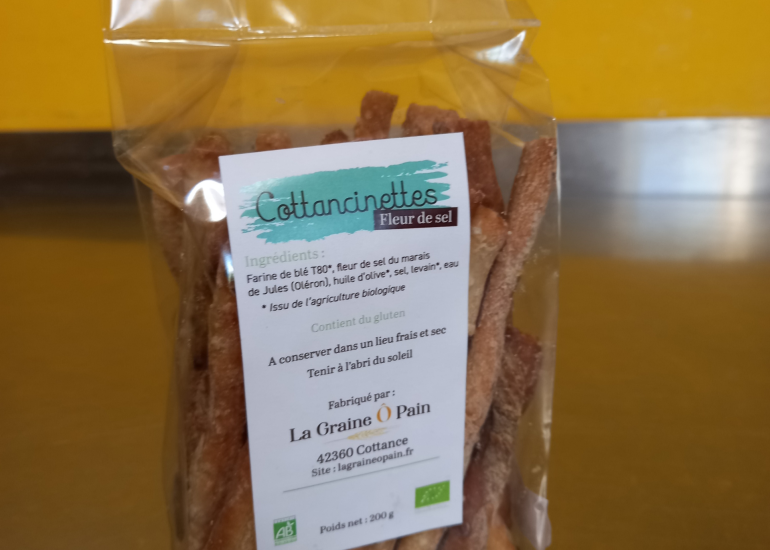 Cottancinettes
Fleur de sel
Ingrédients :
Farine de blé T80*, fleur de sel du marais
de Jules (Oléron), huile d'olive*, sel, levain*, eau
* Issu de l'agriculture biologique
Contient du gluten
A conserver dans un lieu frais et sec
Tenir à l'abri du soleil
Fabriqué par :
La Graine Ô Pain
42360 Cottance
Site : lagraineopain.fr
AB
Poids net : 200 g